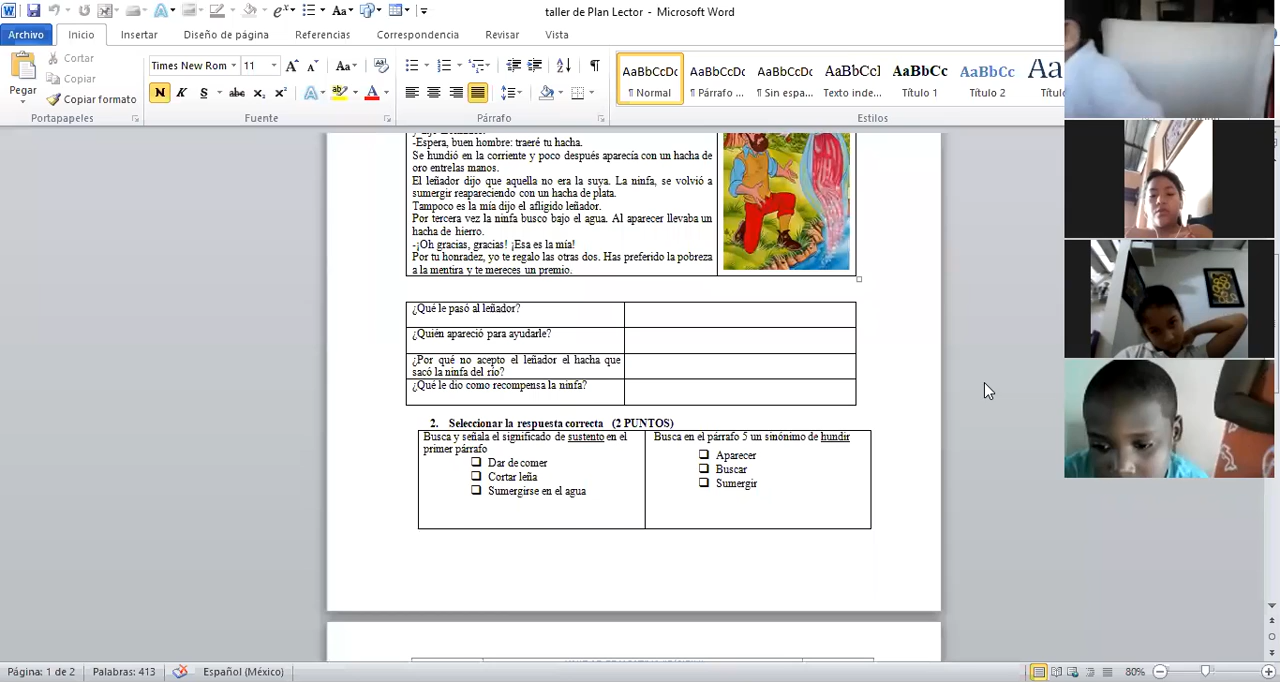 taller de Plan Lector - Microsoft Word
Archivo Inicio Insertar Diseño de página Referencias Correspondencia Revisar Vista
Pegar
Cortar
Copiar
Copiar formato
Portapapeles
Times New Rom 11
Fuente
Párrafo
AaBbCcDc
¶ Normal
AaBbCcDc
¶ Párrafo ...
AaBbCcDc
¶ Sin espa...
AaBbCcI
Texto inde...
AaBbCc
Título 1
AaBbCc
Título 2
Estilos
-Espera, buen hombre: traeré tu hacha.
Se hundió en la corriente y poco después aparecía con un hacha de
oro entrelas manos.
El leñador dijo que aquella no era la suya. La ninfa, se volvió a
sumergir reapareciendo con un hacha de plata.
Tampoco es la mía dijo el afligido leñador.
Por tercera vez la ninfa busco bajo el agua. Al aparecer llevaba un
hacha de hierro.
-¡Oh gracias, gracias! ¡Esa es la mía!
Por tu honradez, yo te regalo las otras dos. Has preferido la pobreza
a la mentira y te mereces un premio.
¿Qué le pasó al leñador?
¿Quién apareció para ayudarle?
¿Por qué no acepto el leñador el hacha que
sacó la ninfa del río?
¿Qué le dio como recompensa la ninfa?
2. Seleccionar la respuesta correcta (2 PUNTOS)
Busca y señala el significado de sustento en el
primer párrafo
Dar de comer
Cortar leña
Sumergirse en el agua
Busca en el párrafo 5 un sinónimo de hundir
Aparecer
Buscar
Sumergir
Página: 1 de 2 Palabras: 413 Español (México) 80%